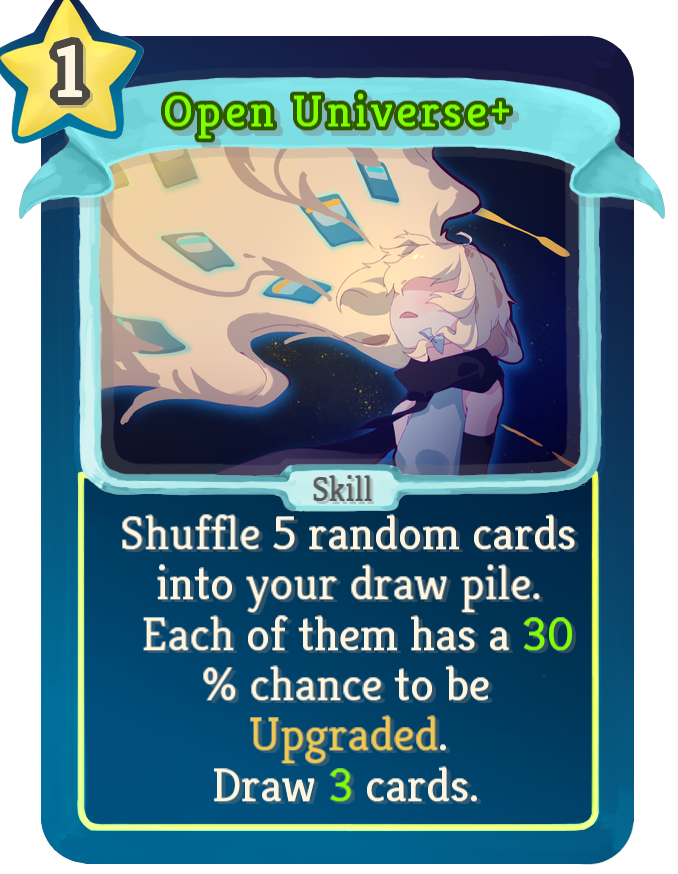 1
Open Universe+
Skill
Shuffle 5 random cards
into your draw pile.
Each of them has a 30
% chance to be
Upgraded.
Draw 3 cards.